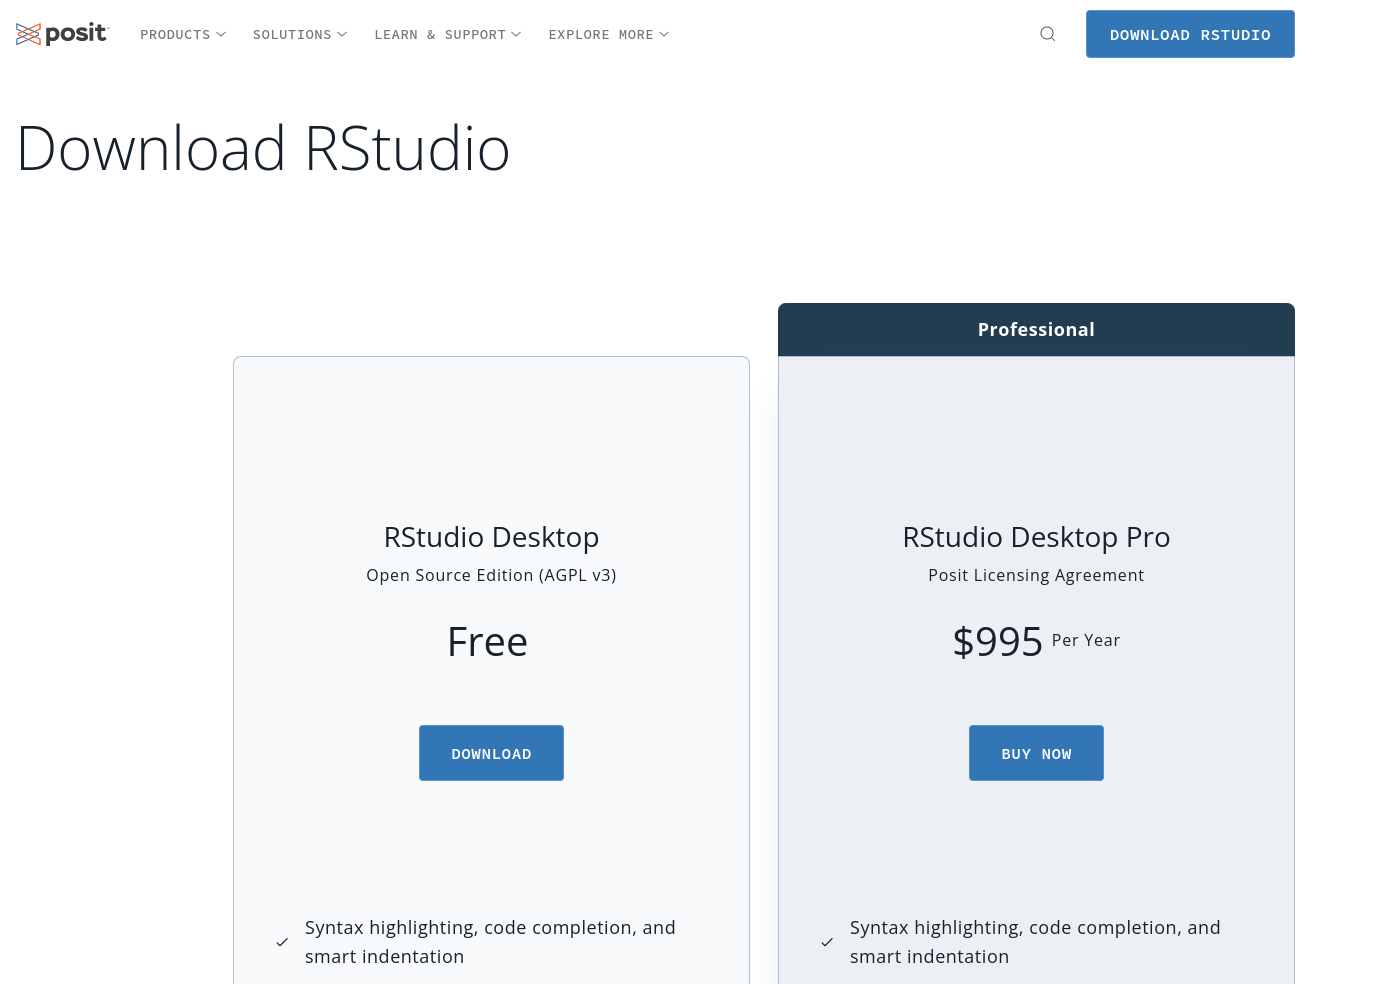 posit
PRODUCTS
SOLUTIONS
LEARN & SUPPORT
EXPLORE MORE
DOWNLOAD RSTUDIO
Download RStudio
RStudio Desktop
Open Source Edition (AGPL v3)
Free
DOWNLOAD
Syntax highlighting, code completion, and
smart indentation
Professional
RStudio Desktop Pro
Posit Licensing Agreement
$995 Per Year
BUY NOW
Syntax highlighting, code completion, and
smart indentation